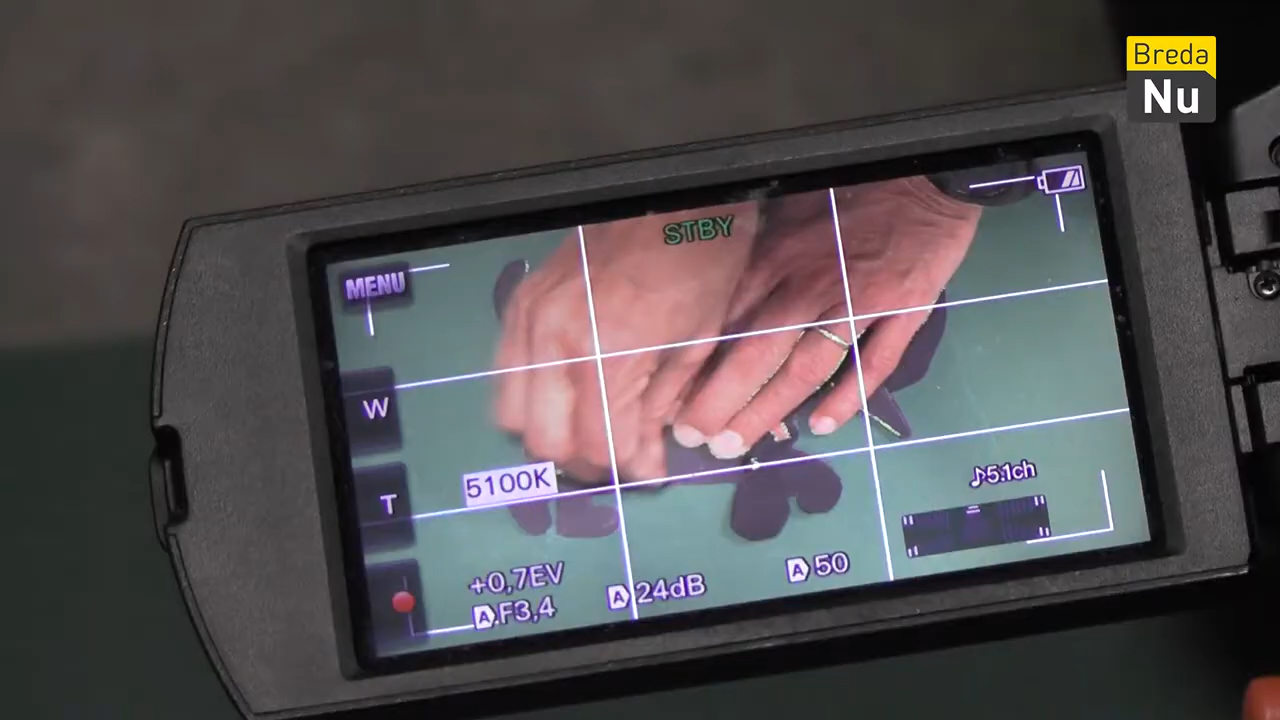 Breda
Nu
STBY
MENU
W
T
5100K
♪5.1ch
+0,7EV
A F3,4
A 24dB
A 50